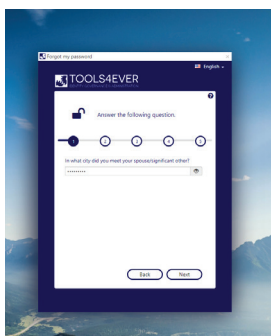 Forgot my password
English
TOOLS4EVER
Answer the following question.
1 2 3 4 5
In what city did you meet your spouse/significant other?
•••••••••
Back Next